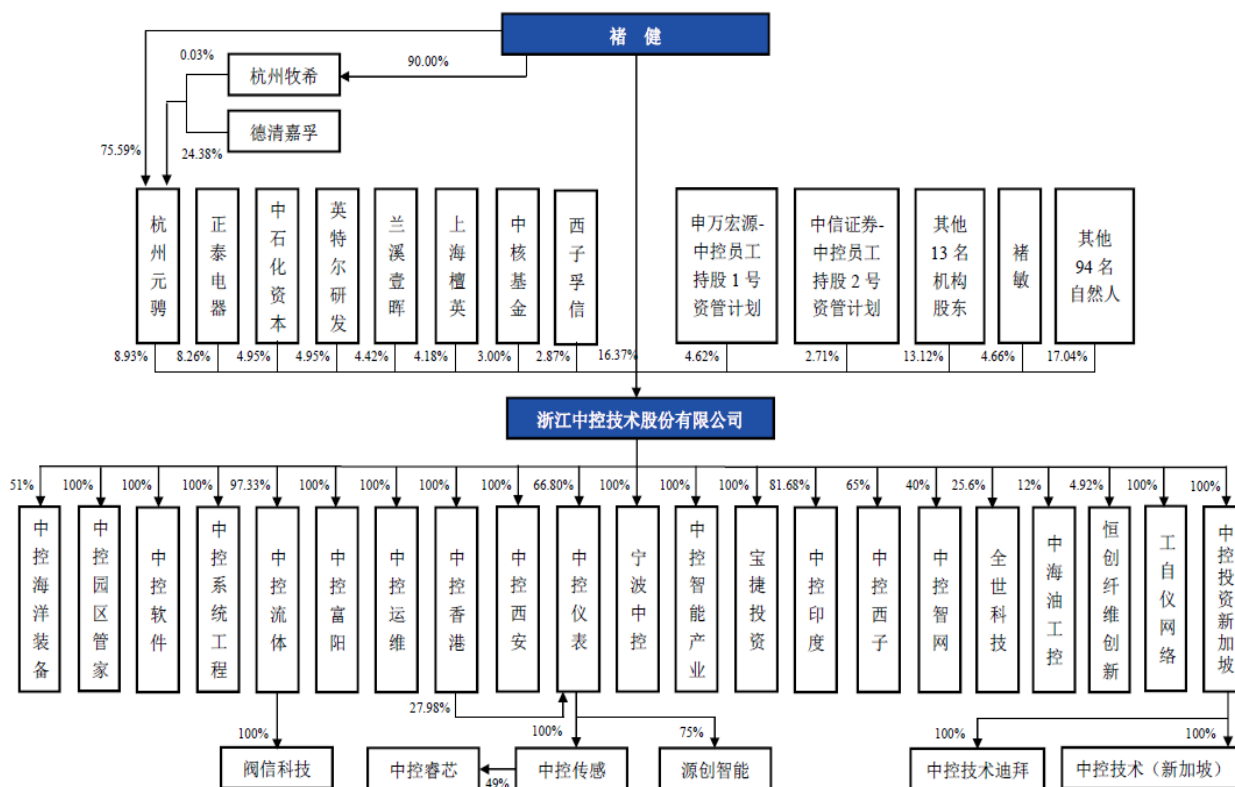 褚 健
0.03%
杭州牧希
90.00%
德清嘉孚
75.59%
24.38%
杭州元骋
正泰电器
中石化资本
英特尔研发
兰溪壹晖
上海檀英
中核基金
西子孚信
申万宏源-
中控员工
持股 1 号
资管计划
中信证券-
中控员工
持股 2 号
资管计划
其他
13 名
机构
股东
褚敏
其他
94 名
自然人
8.93% 8.26% 4.95% 4.95% 4.42% 4.18% 3.00% 2.87% 16.37% 4.62% 2.71% 13.12% 4.66% 17.04%
浙江中控技术股份有限公司
51% 100% 100% 100% 97.33% 100% 100% 100% 100% 66.80% 100% 100% 100% 81.68% 65% 40% 25.6% 12% 4.92% 100% 100%
中控海洋装备
中控园区管家
中控软件
中控系统工程
中控流体
中控富阳
中控运维
中控香港
中控西安
中控仪表
宁波中控
中控智能产业
宝捷投资
中控印度
中控西子
中控智网
全世科技
中海油工控
恒创纤维创新
工自仪网络
中控投资新加坡
27.98%
100% 100% 75% 100% 100%
阀信科技
中控睿芯
49%
中控传感
源创智能
中控技术迪拜
中控技术（新加坡）